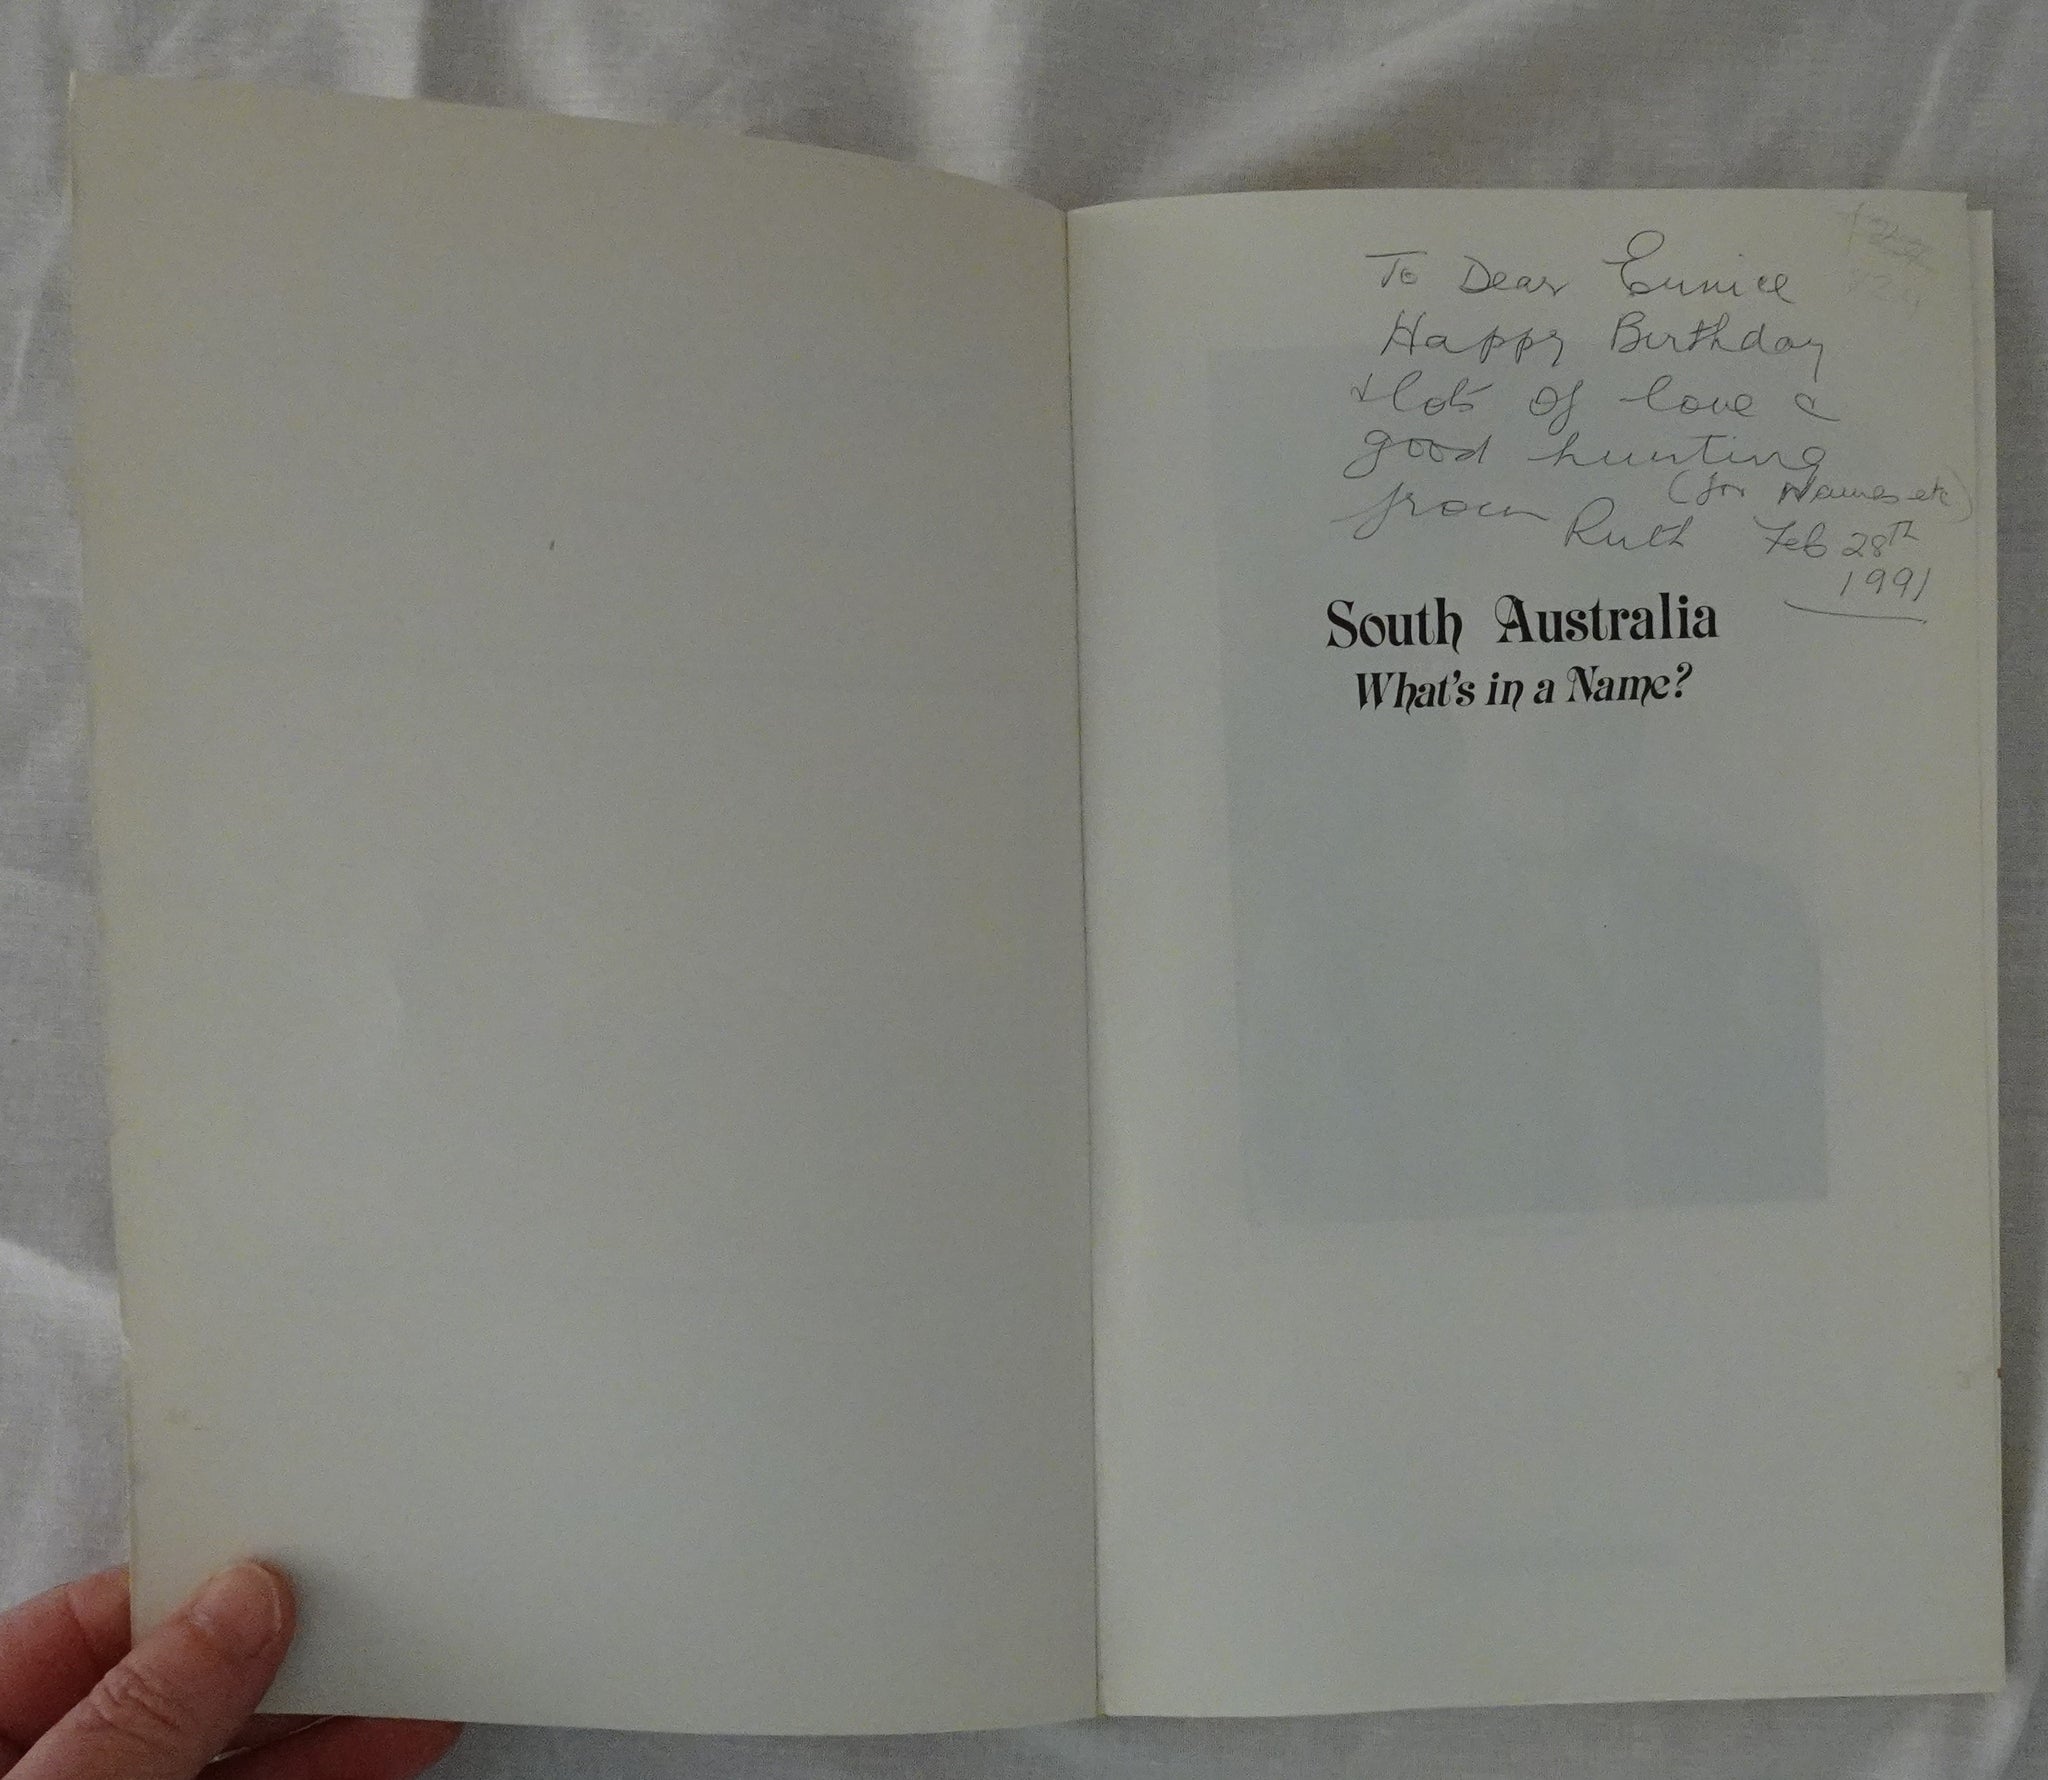 To Dear Eunice
Happy Birthday
& lots of love &
good hunting
(for Names etc)
from Ruth Feb 28th
1991
South Australia
What's in a Name?